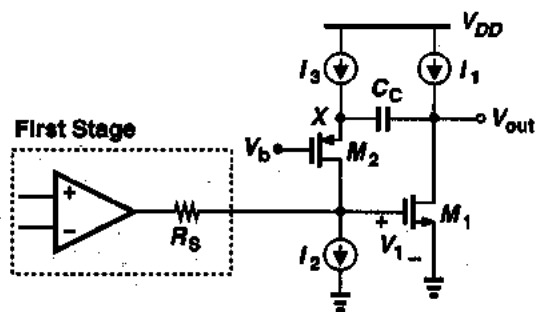 V_DD
I_3
C_C
I_1
X
V_out
First Stage
V_b
M_2
+
−
R_S
M_1
+
V_1 −
I_2